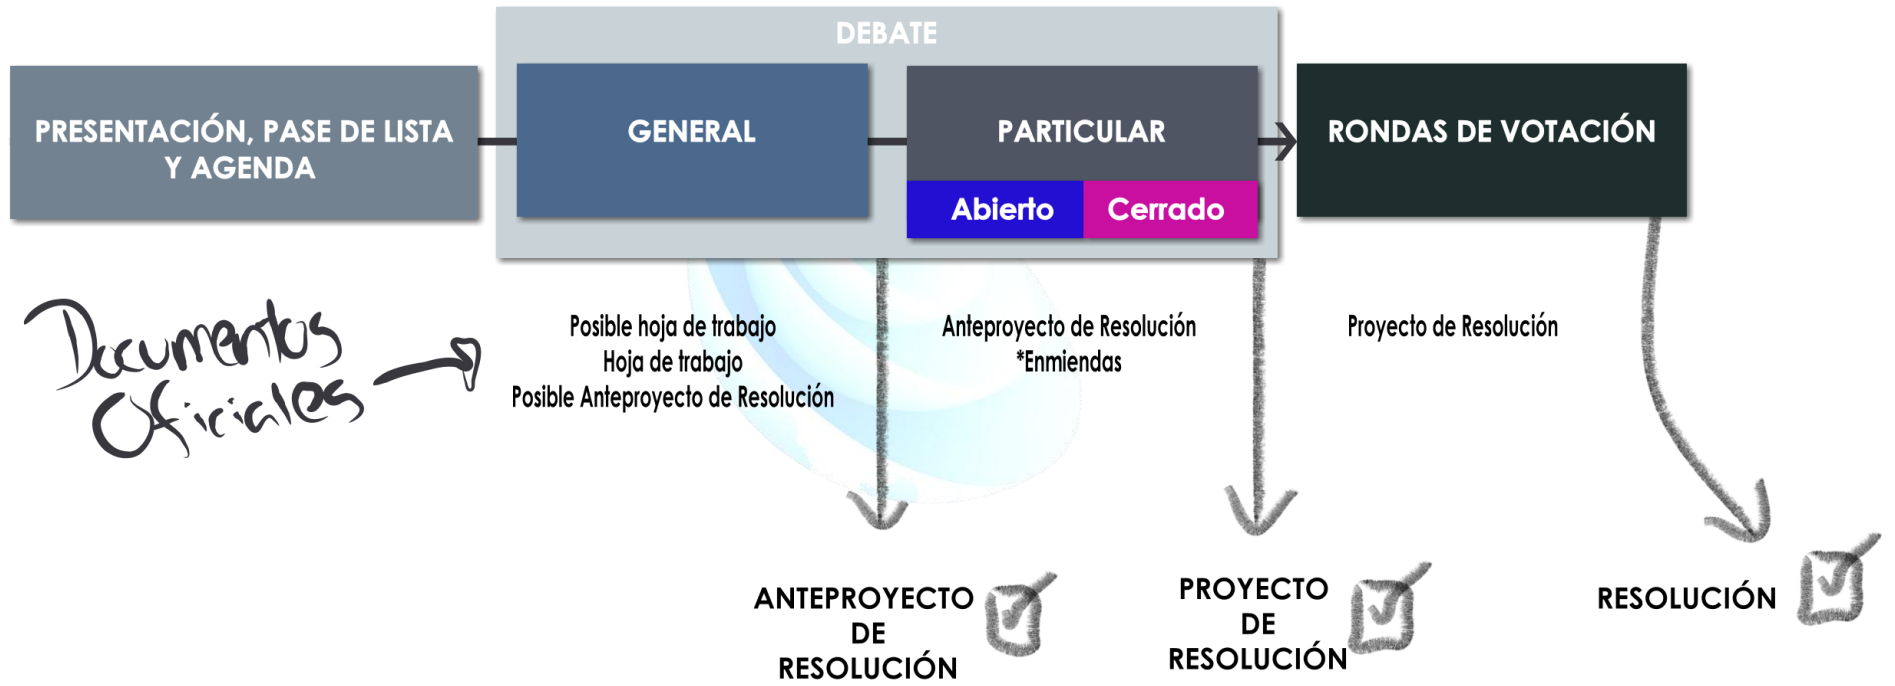 DEBATE
PRESENTACIÓN, PASE DE LISTA
Y AGENDA
GENERAL
PARTICULAR
Abierto
Cerrado
RONDAS DE VOTACIÓN
Documentos
Oficiales
Posible hoja de trabajo
Hoja de trabajo
Posible Anteproyecto de Resolución
Anteproyecto de Resolución
*Enmiendas
Proyecto de Resolución
ANTEPROYECTO
DE
RESOLUCIÓN
PROYECTO
DE
RESOLUCIÓN
RESOLUCIÓN